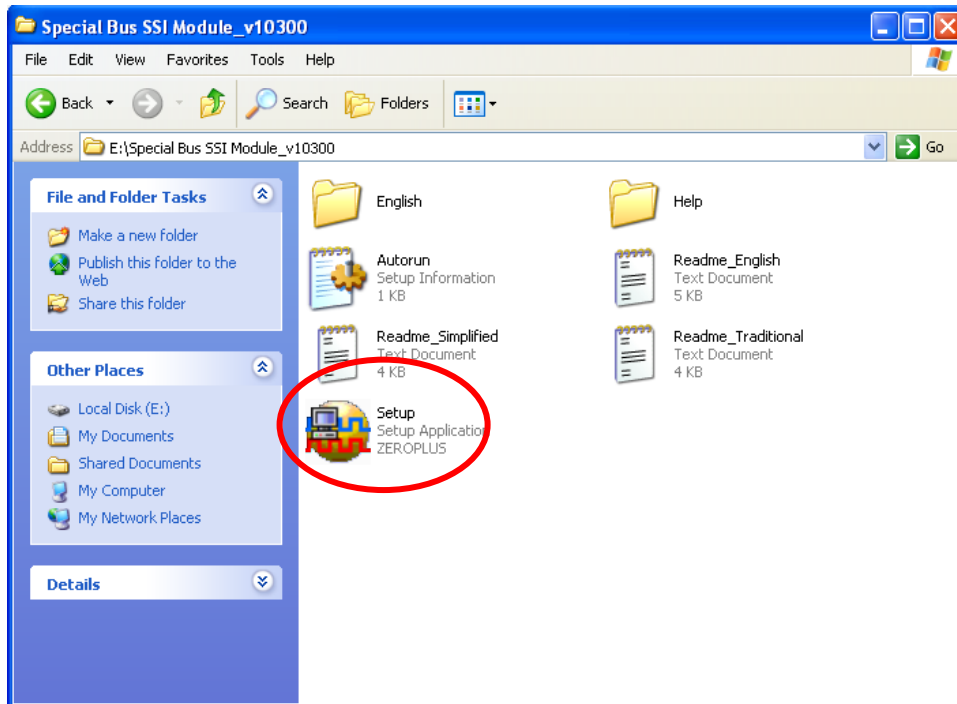 Special Bus SSI Module_v10300
File Edit View Favorites Tools Help
Back Search Folders
Address E:\Special Bus SSI Module_v10300 Go
File and Folder Tasks
Make a new folder
Publish this folder to the
Web
Share this folder
Other Places
Local Disk (E:)
My Documents
Shared Documents
My Computer
My Network Places
Details
English
Help
Autorun
Setup Information
1 KB
Readme_English
Text Document
5 KB
Readme_Simplified
Text Document
4 KB
Readme_Traditional
Text Document
4 KB
Setup
Setup Application
ZEROPLUS